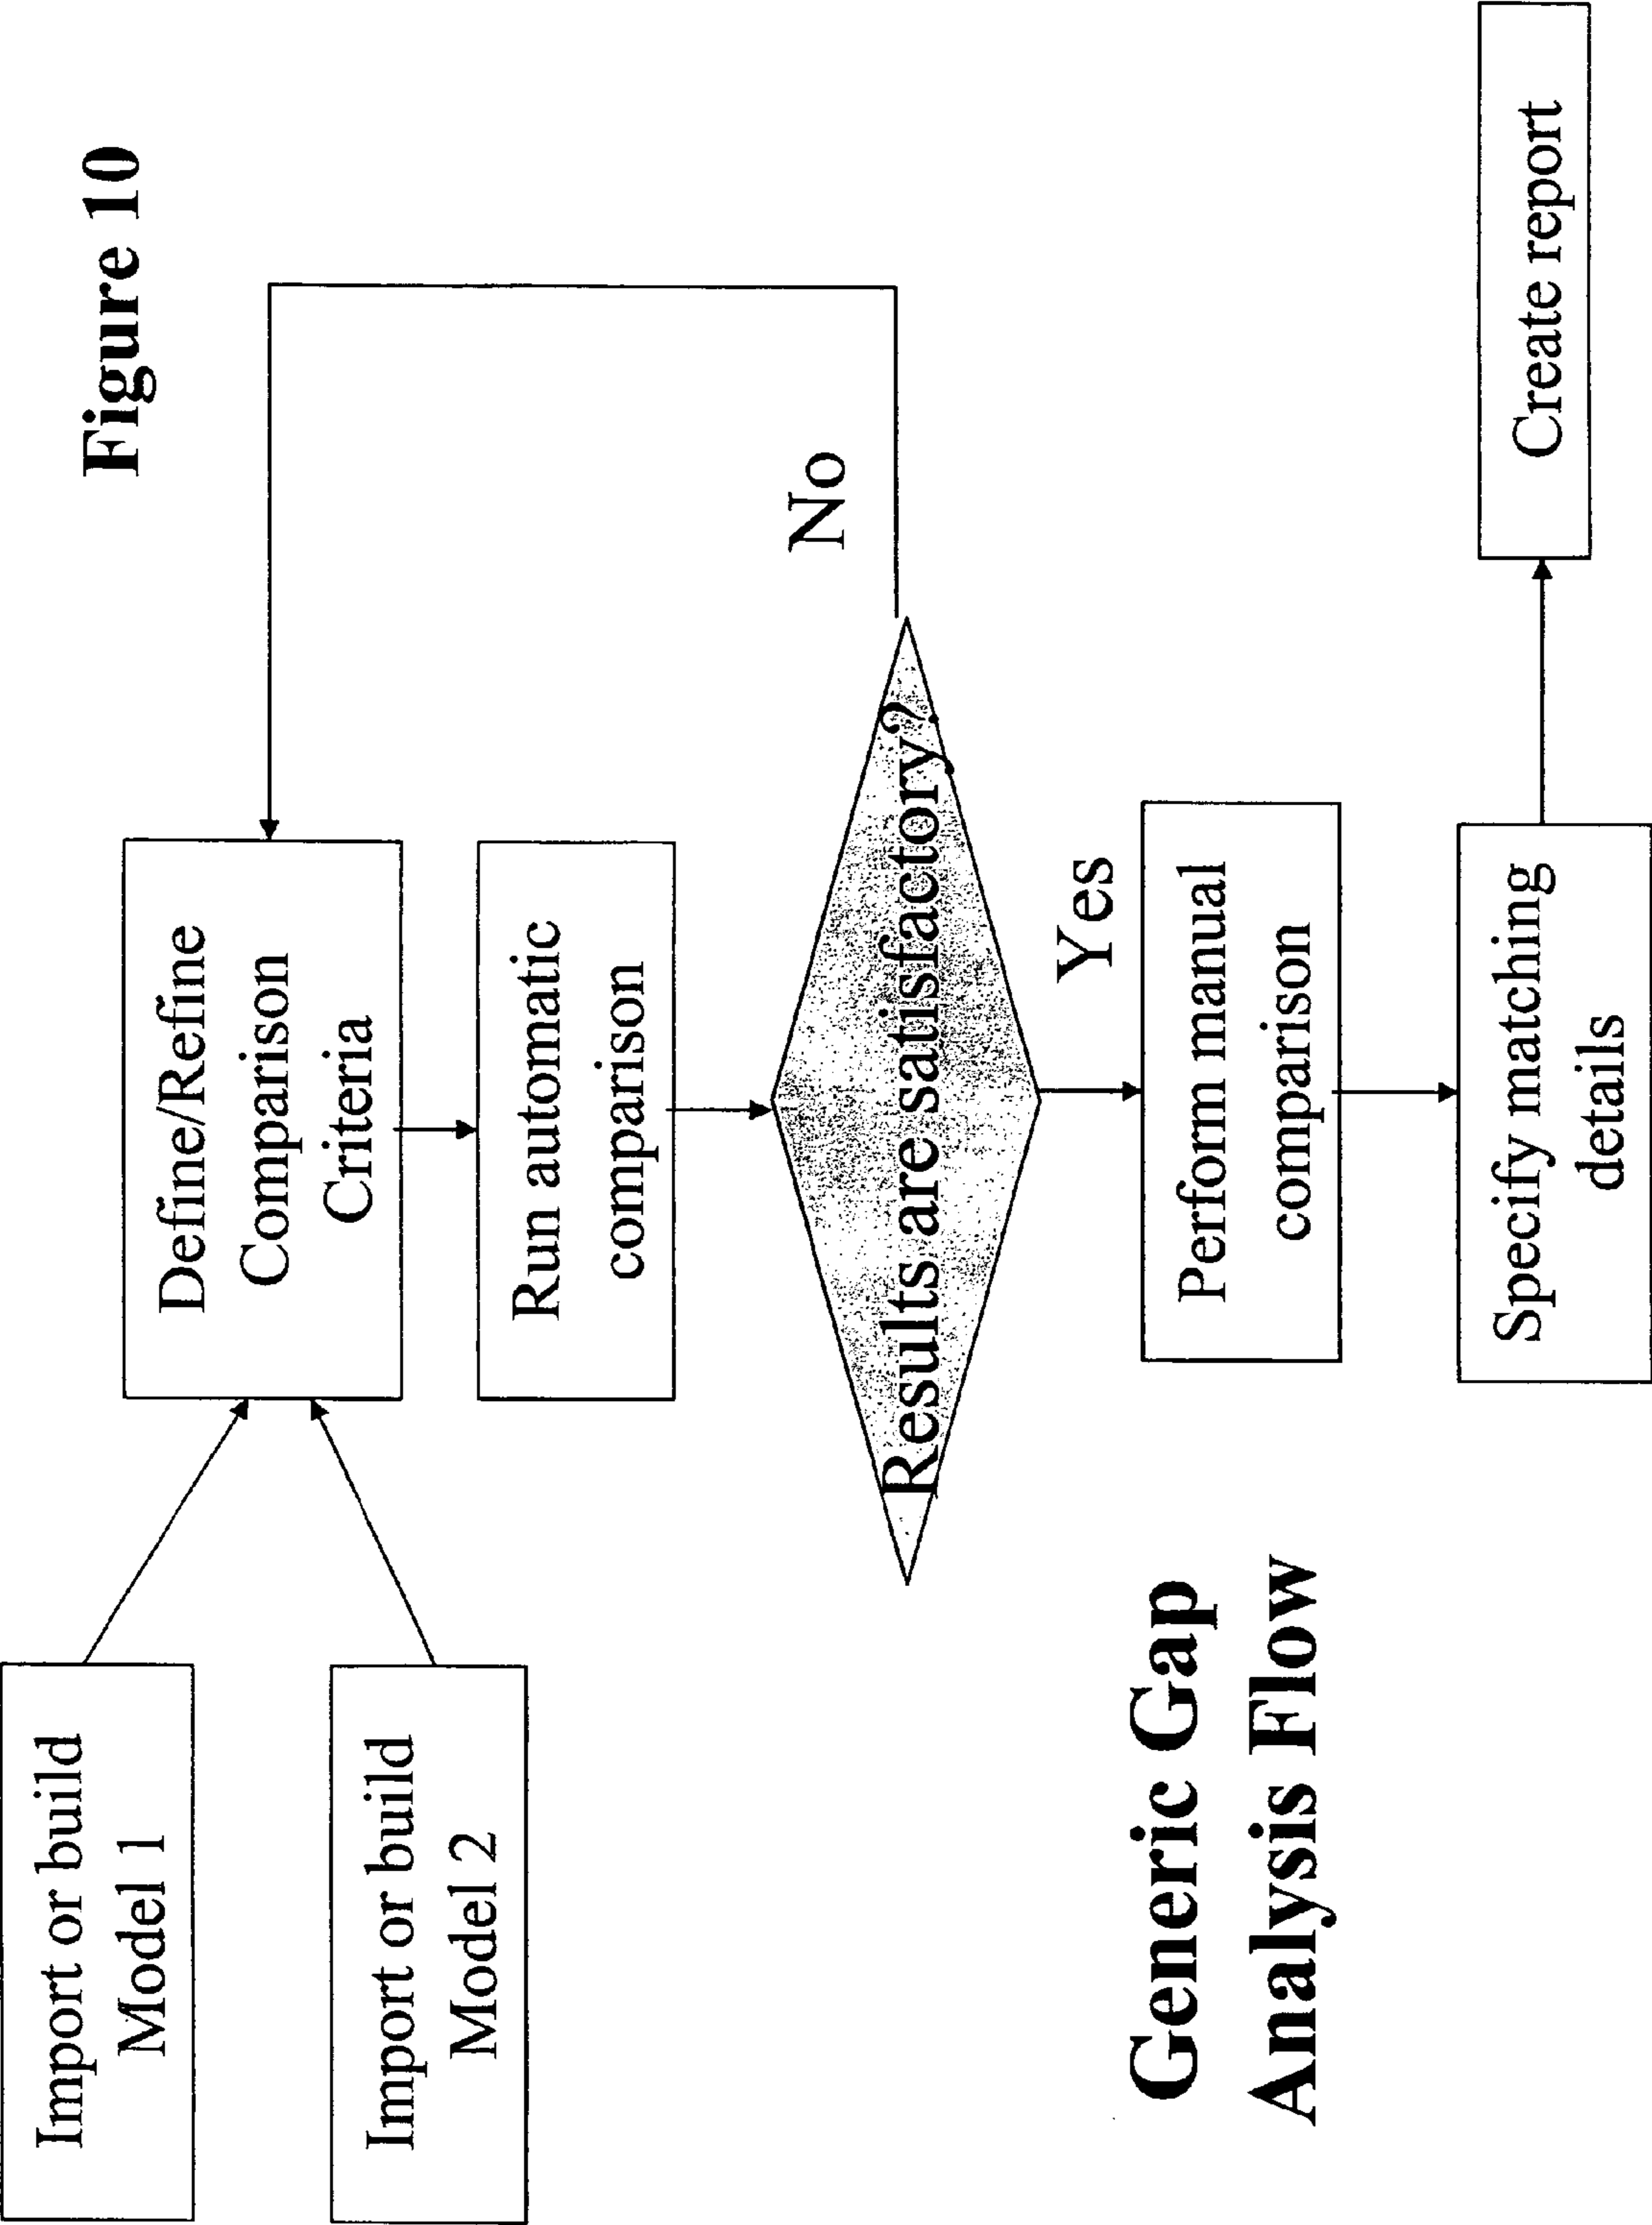 Figure 10
Import or build
Model 1
Import or build
Model 2
Define/Refine
Comparison
Criteria
Run automatic
comparison
No
Results are satisfactory?
Yes
Perform manual
comparison
Generic Gap
Analysis Flow
Specify matching
details
Create report